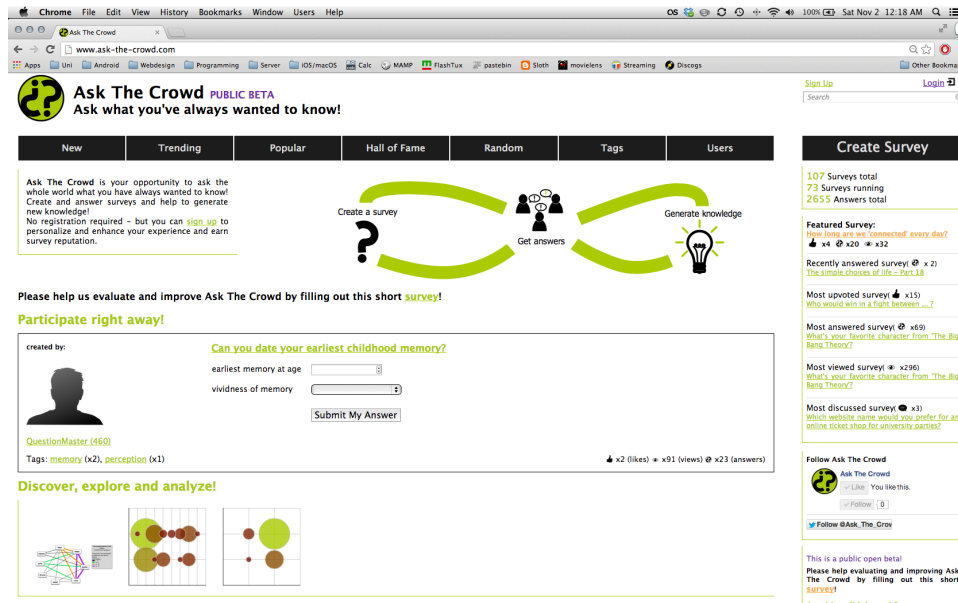 Chrome File Edit View History Bookmarks Window Users Help
100% Sat Nov 2 12:18 AM
Ask The Crowd
www.ask-the-crowd.com
Apps Uni Android Webdesign Programming Server iOS/macOS Calc MAMP FlashTux pastebin Sloth movielens Streaming Discogs Other Bookma
Ask The Crowd PUBLIC BETA
Ask what you've always wanted to know!
Sign Up Login
Search
New Trending Popular Hall of Fame Random Tags Users
Create Survey
Ask The Crowd is your opportunity to ask the
whole world what you have always wanted to know!
Create and answer surveys and help to generate
new knowledge!
No registration required – but you can sign up to
personalize and enhance your experience and earn
survey reputation.
Create a survey
Get answers
Generate knowledge
107 Surveys total
73 Surveys running
2655 Answers total
Featured Survey:
How long are we 'connected' every day?
x4 x20 x32
Recently answered survey( x 2)
The simple choices of life – Part 18
Most upvoted survey( x15)
Who would win in a fight between ... ?
Most answered survey( x69)
What's your favorite character from 'The Big
Bang Theory'?
Most viewed survey( x296)
What's your favorite character from 'The Big
Bang Theory'?
Most discussed survey( x3)
Which website name would you prefer for an
online ticket shop for university parties?
Please help us evaluate and improve Ask The Crowd by filling out this short survey!
Participate right away!
created by:
Can you date your earliest childhood memory?
earliest memory at age
vividness of memory
Submit My Answer
QuestionMaster (460)
Tags: memory (x2), perception (x1)
x2 (likes) x91 (views) x23 (answers)
Discover, explore and analyze!
Follow Ask The Crowd
Ask The Crowd
Like You like this.
Follow 0
Follow @Ask_The_Crov
This is a public open beta!
Please help evaluating and improving Ask
The Crowd by filling out this short
survey!